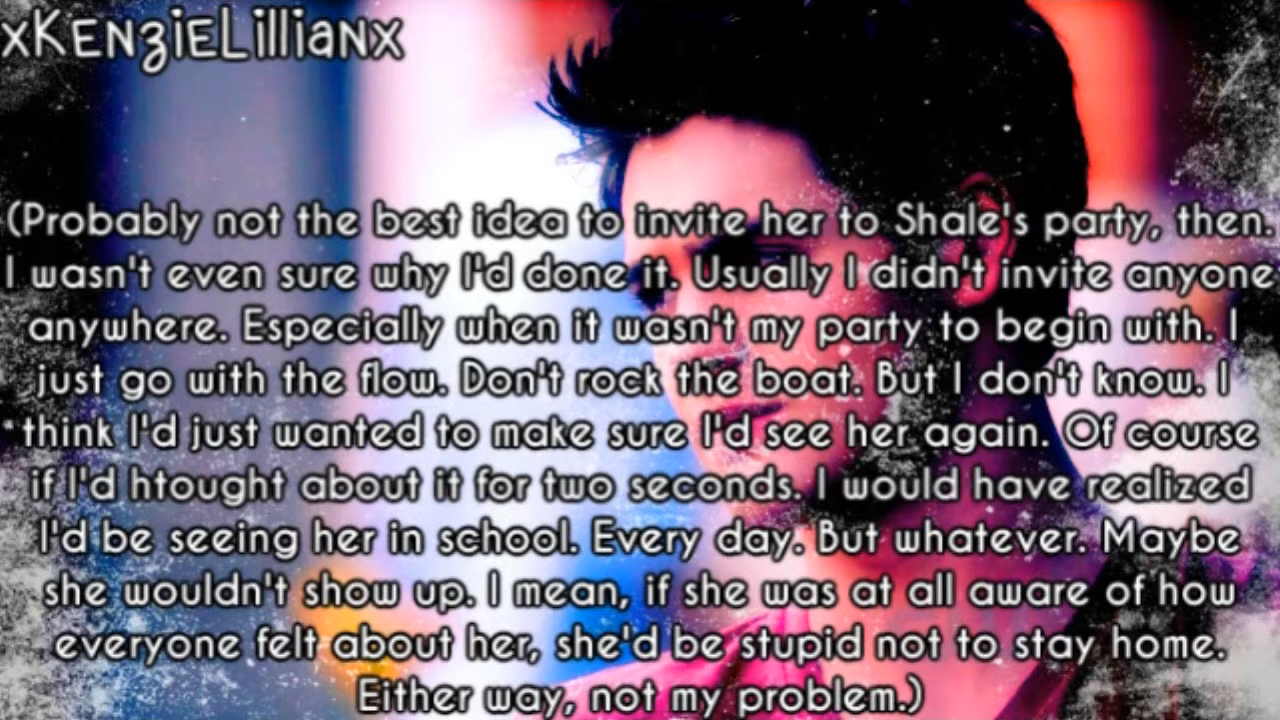 xKENziELillianx
(Probably not the best idea to invite her to Shale's party, then.
I wasn't even sure why I'd done it. Usually I didn't invite anyone
anywhere. Especially when it wasn't my party to begin with. I
just go with the flow. Don't rock the boat. But I don't know. I
think I'd just wanted to make sure I'd see her again. Of course
if I'd htought about it for two seconds. I would have realized
I'd be seeing her in school. Every day. But whatever. Maybe
she wouldn't show up. I mean, if she was at all aware of how
everyone felt about her, she'd be stupid not to stay home.
Either way, not my problem.)